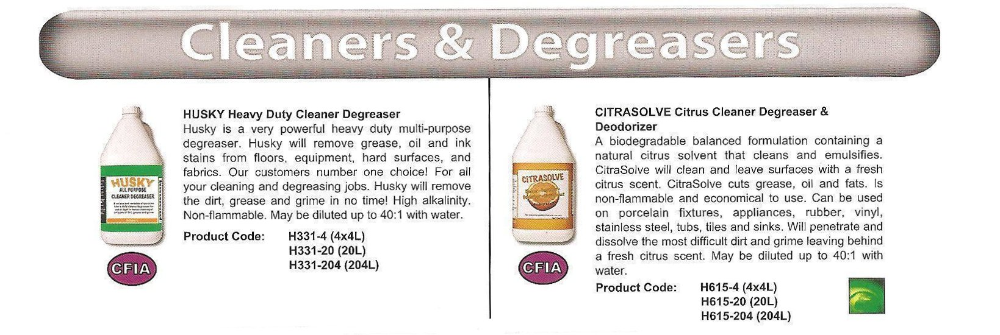 Cleaners & Degreasers
HUSKY Heavy Duty Cleaner Degreaser
Husky is a very powerful heavy duty multi-purpose
degreaser. Husky will remove grease, oil and ink
stains from floors, equipment, hard surfaces, and
fabrics. Our customers number one choice! For all
your cleaning and degreasing jobs. Husky will remove
the dirt, grease and grime in no time! High alkalinity.
Non-flammable. May be diluted up to 40:1 with water.
Product Code: H331-4 (4x4L)
H331-20 (20L)
H331-204 (204L)
HUSKY
ALL PURPOSE
CLEANER DEGREASER
CFIA
CITRASOLVE Citrus Cleaner Degreaser &
Deodorizer
A biodegradable balanced formulation containing a
natural citrus solvent that cleans and emulsifies.
CitraSolve will clean and leave surfaces with a fresh
citrus scent. CitraSolve cuts grease, oil and fats. Is
non-flammable and economical to use. Can be used
on porcelain fixtures, appliances, rubber, vinyl,
stainless steel, tubs, tiles and sinks. Will penetrate and
dissolve the most difficult dirt and grime leaving behind
a fresh citrus scent. May be diluted up to 40:1 with
water.
Product Code: H615-4 (4x4L)
H615-20 (20L)
H615-204 (204L)
CITRASOLVE
CFIA